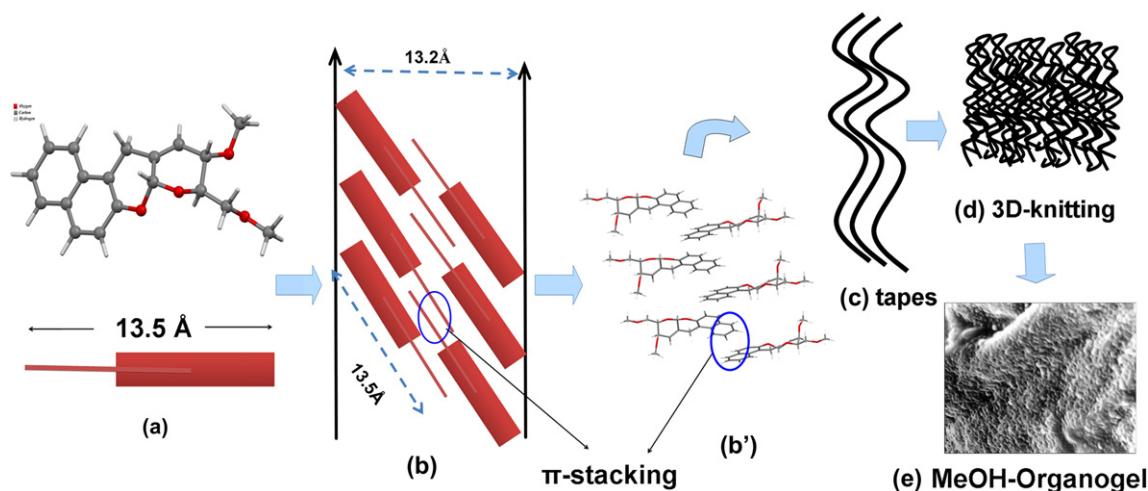 Oxygen
Carbon
Hydrogen
13.5 Å
(a)
13.2Å
13.5Å
(b)
π-stacking
(b’)
(c) tapes
(d) 3D-knitting
(e) MeOH-Organogel